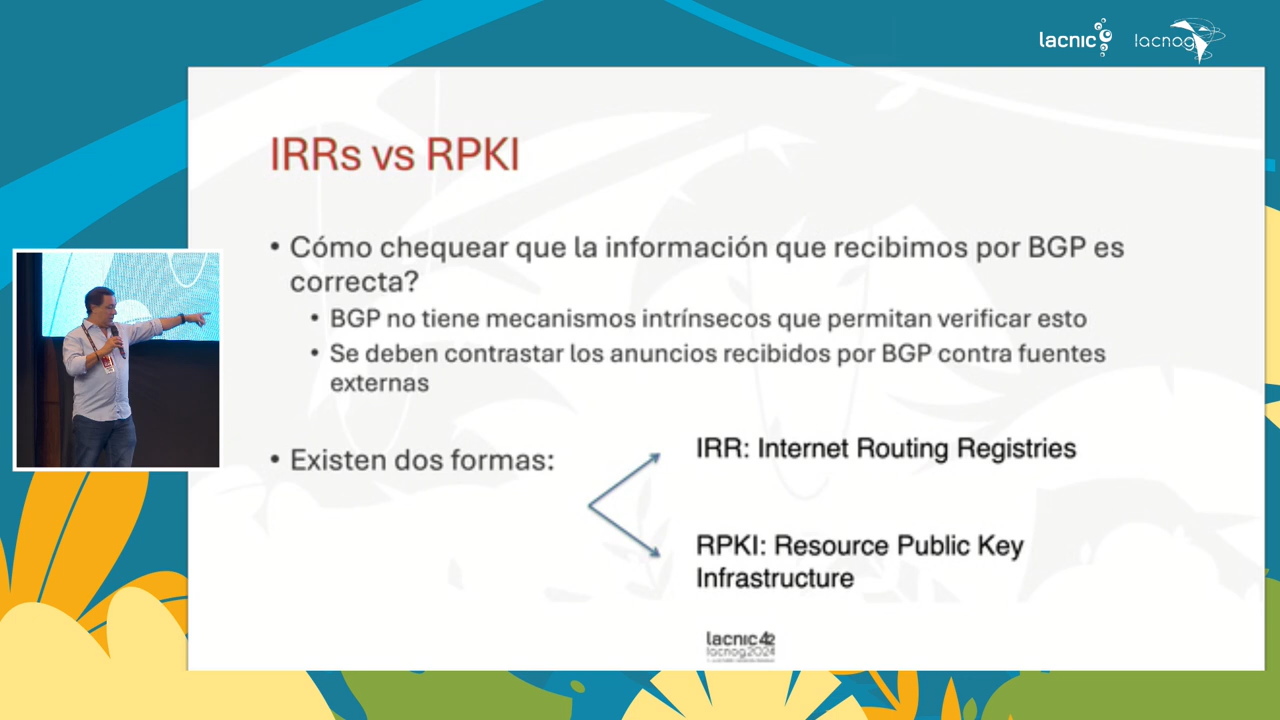 lacnic
lacnog
IRRs vs RPKI
• Cómo chequear que la información que recibimos por BGP es
correcta?
• BGP no tiene mecanismos intrínsecos que permitan verificar esto
• Se deben contrastar los anuncios recibidos por BGP contra fuentes
externas
• Existen dos formas:
IRR: Internet Routing Registries
RPKI: Resource Public Key
Infrastructure
lacnic42
lacnog2024